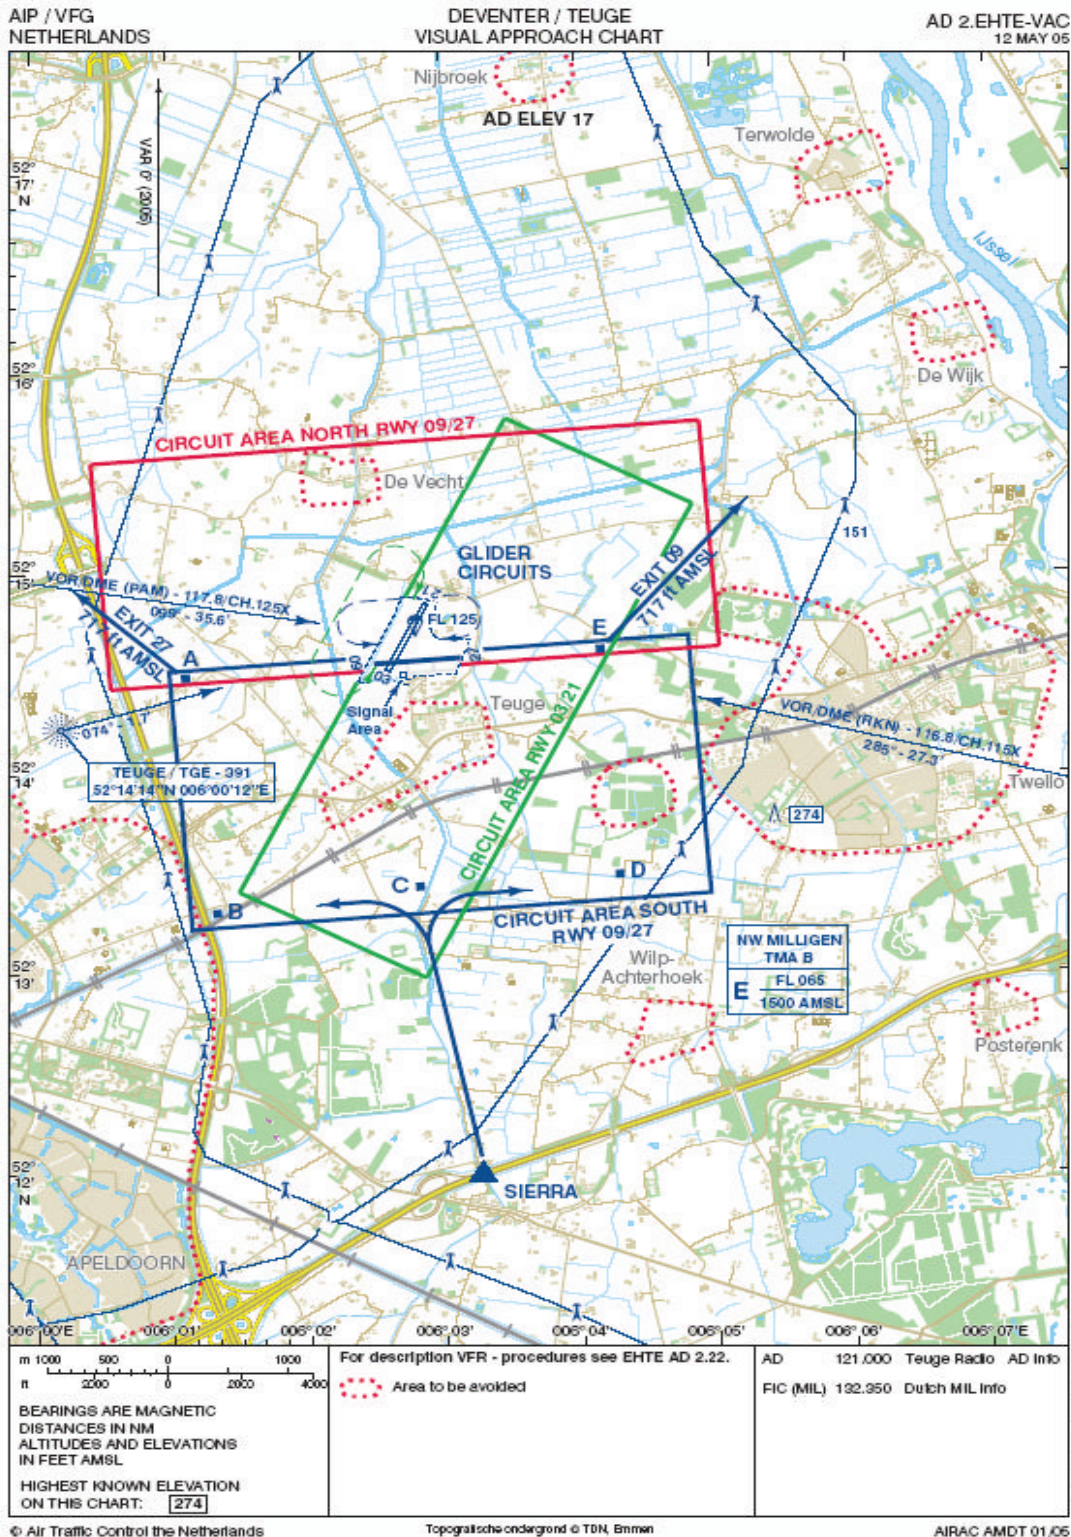 AIP / VFG
NETHERLANDS
DEVENTER / TEUGE
VISUAL APPROACH CHART
AD 2.EHTE-VAC
12 MAY 05
Nijbroek
AD ELEV 17
Terwolde
VAR 0° (2005)
52°
17'
N
IJssel
52°
16'
De Wijk
CIRCUIT AREA NORTH RWY 09/27
De Vecht
GLIDER
CIRCUITS
151
52°
15'
VOR/DME (PAM) - 117.8/CH.125X
099° - 35.6'
EXIT 27
717 ft AMSL
EXIT 09
717 ft AMSL
21
FL 125
09
27
03
A
E
Signal
Area
Teuge
074°
VOR/DME (RKN) - 116.8/CH.115X
285° - 27.3'
52°
14'
TEUGE / TGE - 391
52°14'14"N 006°00'12"E
Twello
274
CIRCUIT AREA RWY 03/21
C
D
B
CIRCUIT AREA SOUTH
RWY 09/27
52°
13'
Wilp-
Achterhoek
NW MILLIGEN
TMA B
E
FL 065
1500 AMSL
Posterenk
52°
12'
N
SIERRA
APELDOORN
006°00'E
006°01'
006°02'
006°03'
006°04'
006°05'
006°06'
006°07'E
m 1000 500 0 1000
ft 2000 0 2000 4000
BEARINGS ARE MAGNETIC
DISTANCES IN NM
ALTITUDES AND ELEVATIONS
IN FEET AMSL
HIGHEST KNOWN ELEVATION
ON THIS CHART: 274
For description VFR - procedures see EHTE AD 2.22.
Area to be avoided
AD 121.000 Teuge Radio AD Info
FIC (MIL) 132.350 Dutch MIL Info
© Air Traffic Control the Netherlands
Topografische ondergrond © TDN, Emmen
AIRAC AMDT 01/05